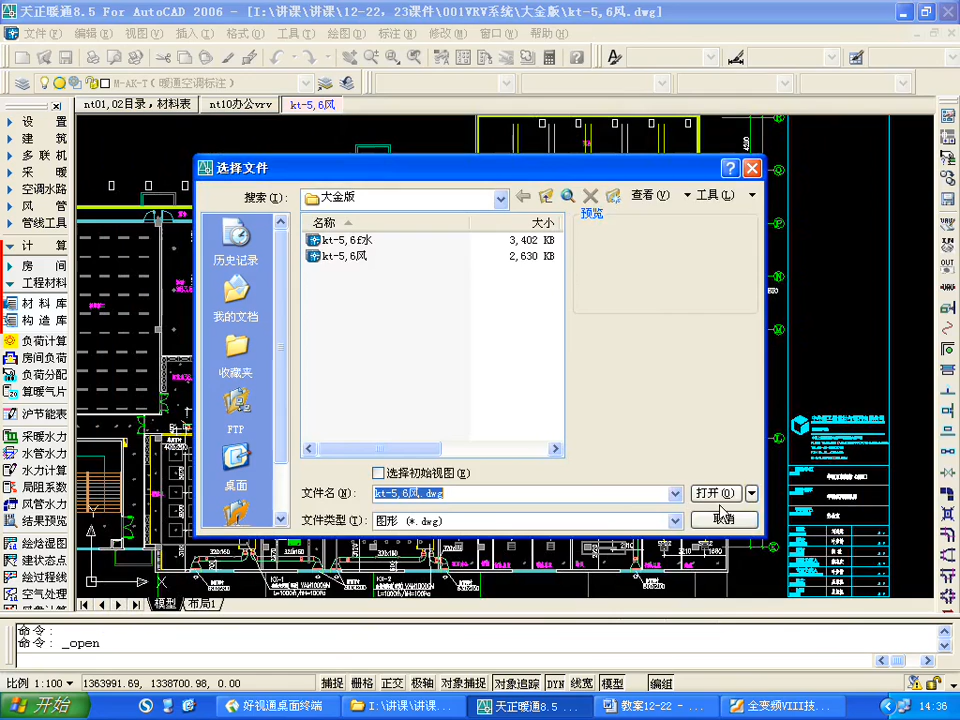 天正暖通8.5 For AutoCAD 2006 - [I:\讲课\讲课\12-22，23课件\001VRV系统\大金版\kt-5,6风.dwg]
文件(F) 编辑(E) 视图(V) 插入(I) 格式(O) 工具(T) 绘图(D) 标注(N) 修改(M) 窗口(W) 帮助(H)
M-AK-T(暖通空调标注)
nt01,02目录，材料表 nt10办公vrv kt-5,6风
设 置
建 筑
多 联 机
采 暖
空调水路
风 管
管线工具
计 算
房 间
工程材料
材 料 库
构 造 库
负荷计算
房间负荷
负荷分配
算暖气片
沪节能表
采暖水力
水管水力
水力计算
局阻系数
风管水力
结果预览
绘焓湿图
建状态点
绘过程线
空气处理
选择文件
搜索(I): 大金版 查看(V) 工具(L)
名称 大小 预览
kt-5,6f水 3,402 KB
kt-5,6风 2,630 KB
历史记录
我的文档
收藏夹
FTP
桌面
选择初始视图(E)
文件名(N): kt-5,6风.dwg 打开(O)
文件类型(T): 图形 (*.dwg) 取消
模型 布局1
命令:
命令: _open
比例 1:100 1363991.69, 1338700.98, 0.00 捕捉 栅格 正交 极轴 对象捕捉 对象追踪 DYN 线宽 模型 编组
开始 好视通桌面终端 I:\讲课\讲课... 天正暖通8.5 ... 教案12-22 - ... 全变频VIII技... 14:36